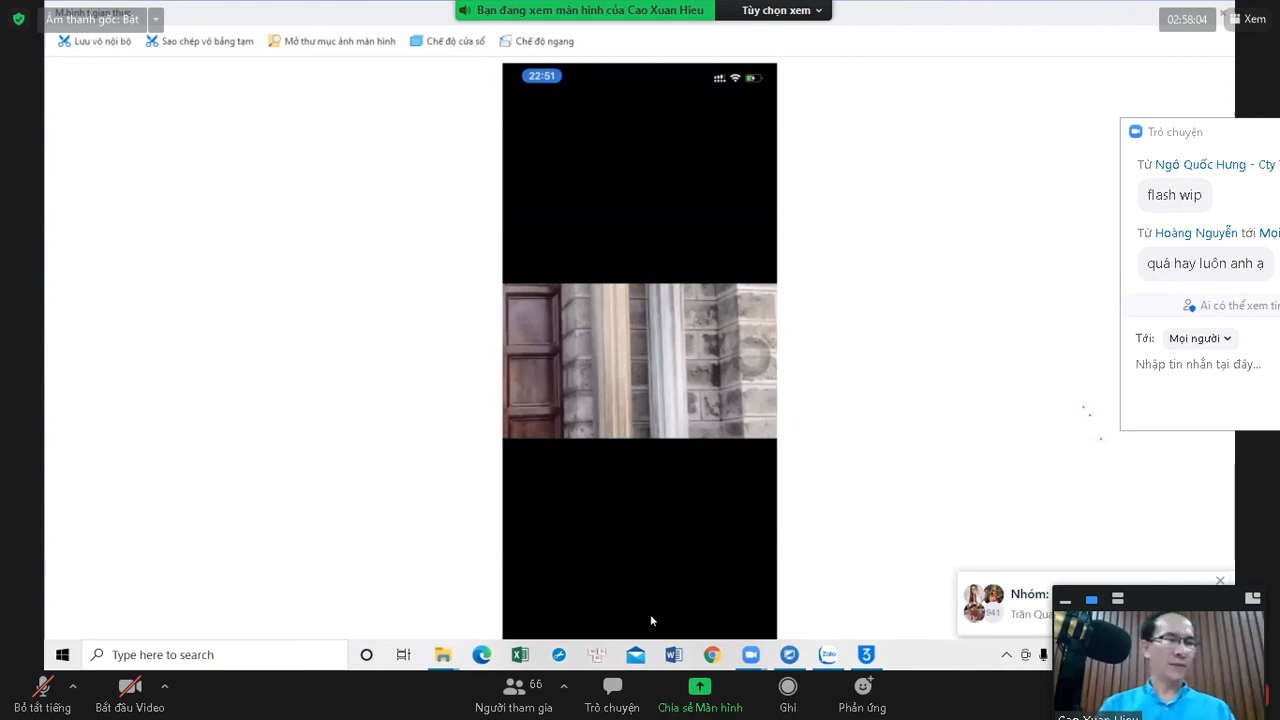 Âm thanh gốc: Bật
Bạn đang xem màn hình của Cao Xuan Hieu
Tùy chọn xem
02:58:04
Xem
Lưu vô nội bộ
Sao chép vô bảng tạm
Mở thư mục ảnh màn hình
Chế độ cửa sổ
Chế độ ngang
22:51
Trò chuyện
Từ Ngô Quốc Hưng - Cty
flash wip
Từ Hoàng Nguyễn tới Mọi
quá hay luôn anh ạ
Ai có thể xem tin
Tới: Mọi người
Nhập tin nhắn tại đây...
Nhóm:
941
Trần Qua
Type here to search
Zalo
Cao Xuan Hieu
Bỏ tắt tiếng
Bắt đầu Video
66
Người tham gia
Trò chuyện
Chia sẻ Màn hình
Ghi
Phản ứng